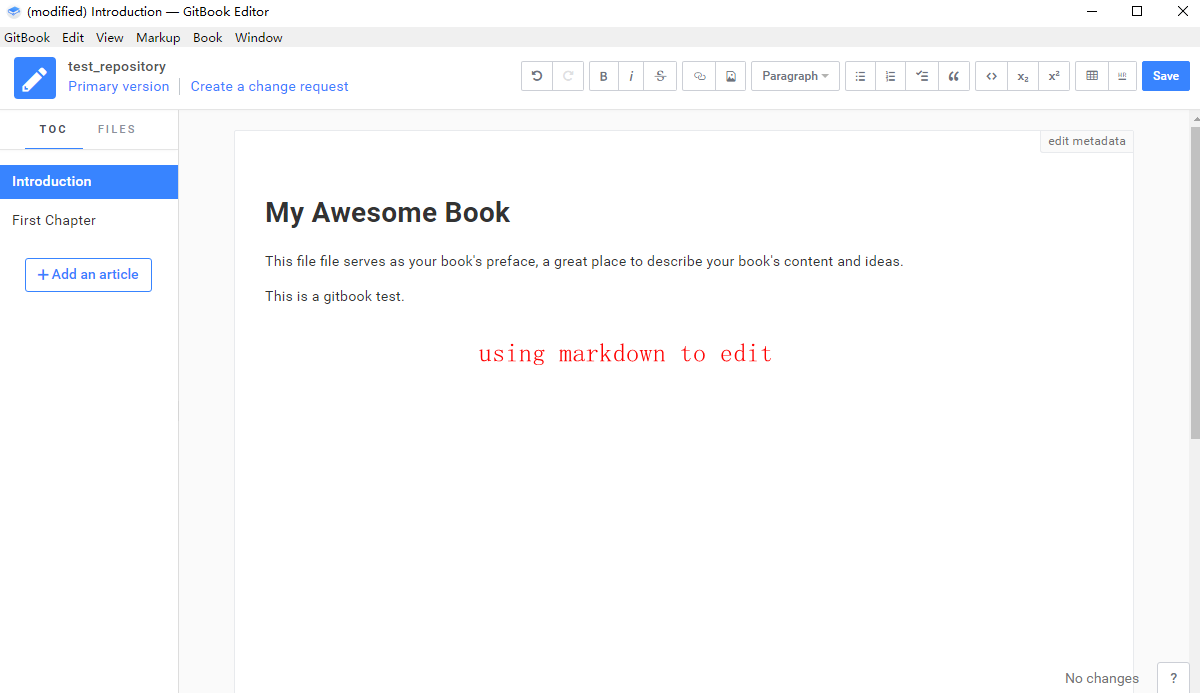 (modified) Introduction — GitBook Editor
GitBook Edit View Markup Book Window
test_repository
Primary version Create a change request
B i S Paragraph x₂ x² HR Save
TOC FILES
edit metadata
Introduction
First Chapter
+ Add an article
My Awesome Book
This file file serves as your book's preface, a great place to describe your book's content and ideas.
This is a gitbook test.
using markdown to edit
No changes ?